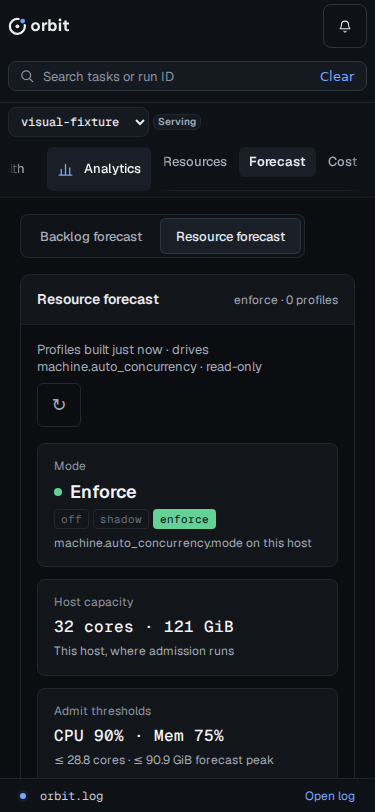 orbit
Search tasks or run ID
Clear
visual-fixture
Serving
lth
Analytics
Resources
Forecast
Cost
Backlog forecast
Resource forecast
Resource forecast
enforce · 0 profiles
Profiles built just now · drives
machine.auto_concurrency · read-only
↻
Mode
Enforce
off
shadow
enforce
machine.auto_concurrency.mode on this host
Host capacity
32 cores · 121 GiB
This host, where admission runs
Admit thresholds
CPU 90% · Mem 75%
≤ 28.8 cores · ≤ 90.9 GiB forecast peak
orbit.log
Open log